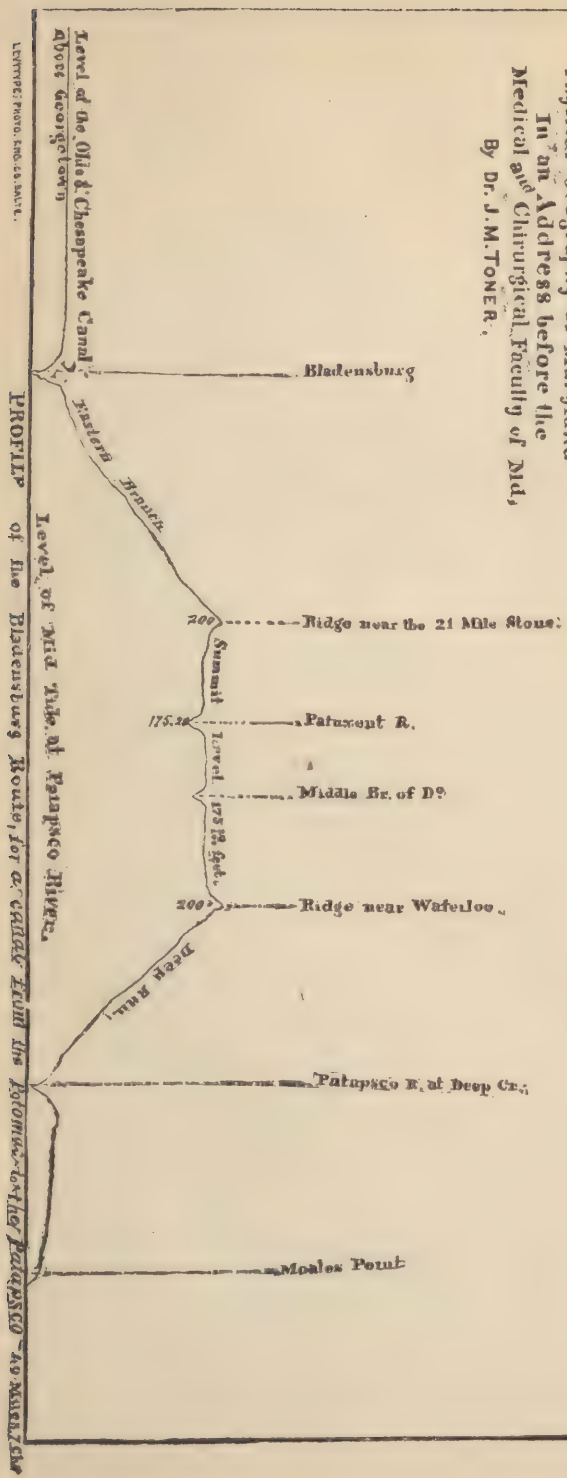 In an Address before the
Medical and Chirurgical Faculty of Md,
By Dr. J. M. TONER,
Level of the Ohio & Chesapeake Canal
above Georgetown
Bladensburg
Eastern Branch
200
Ridge near the 21 Mile Stone:
Summit Level 175 feet.
175.
Patuxent R.
Middle Br. of Do
200
Ridge near Waterloo.
DEEP RUN.
Patapsco R. at Deep Cr.
Moales Point
Level of Mid Tide at Patapsco River.
PROFILE of the Bladensburg Route, for a canal from the Potomac to the Patapsco
LEVYTYPE PHOTO. ENG. CO. BALTO.